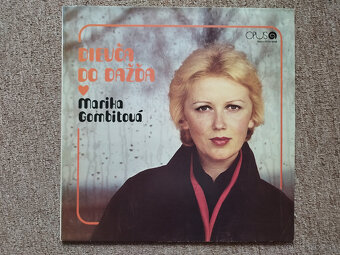 OPUS
DIEVČA
DO DAŽĎA
Marika
Gombitová